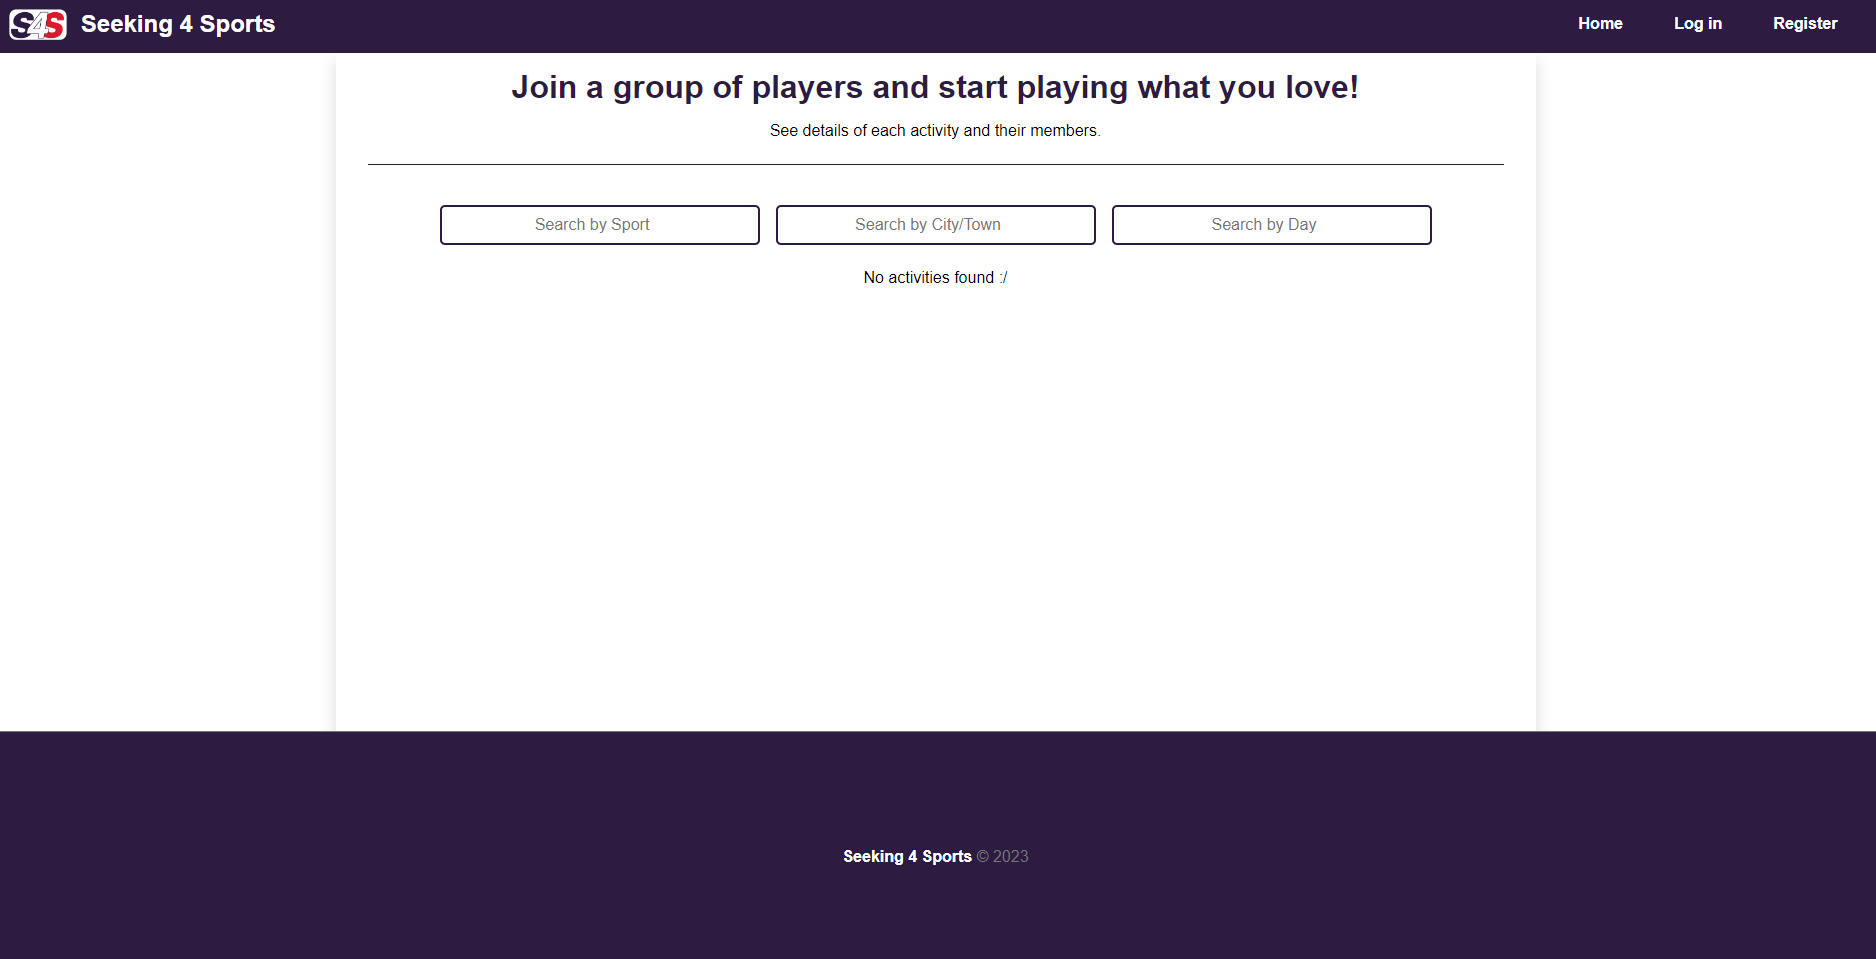 S4S Seeking 4 Sports Home Log in Register
Join a group of players and start playing what you love!
See details of each activity and their members.
Search by Sport Search by City/Town Search by Day
No activities found :/
Seeking 4 Sports © 2023